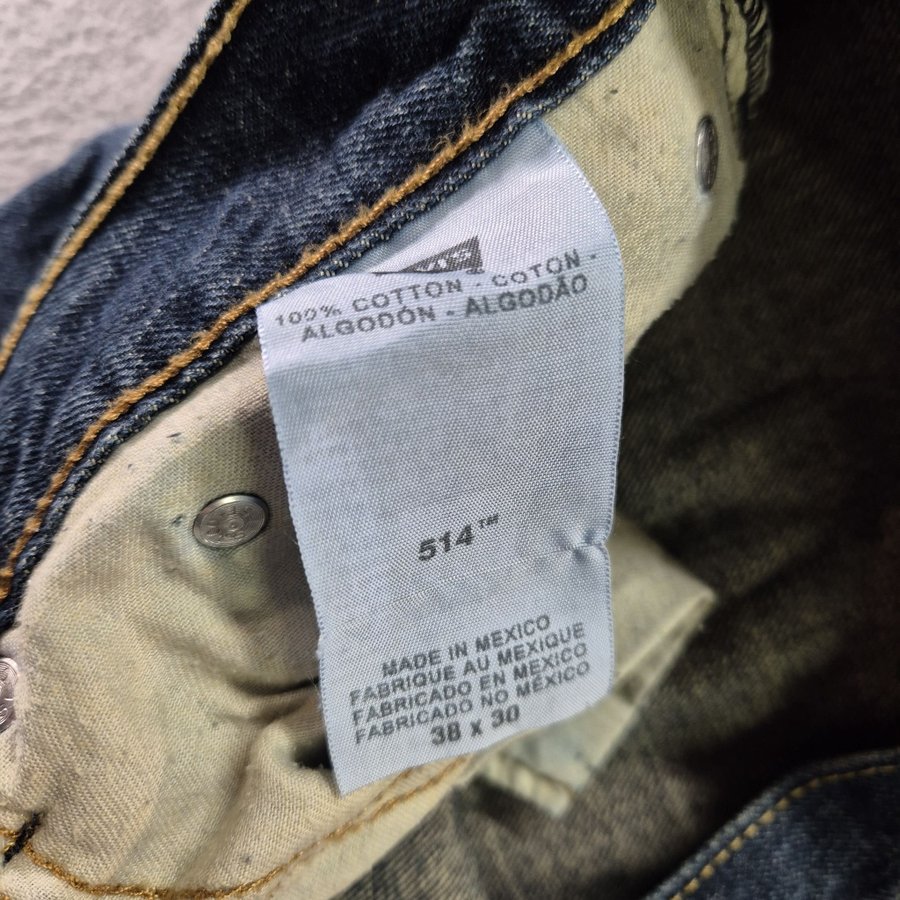 100% COTTON - COTON -
ALGODÓN - ALGODÃO
514™
MADE IN MEXICO
FABRIQUE AU MEXIQUE
FABRICADO EN MEXICO
FABRICADO NO MÉXICO
38 x 30